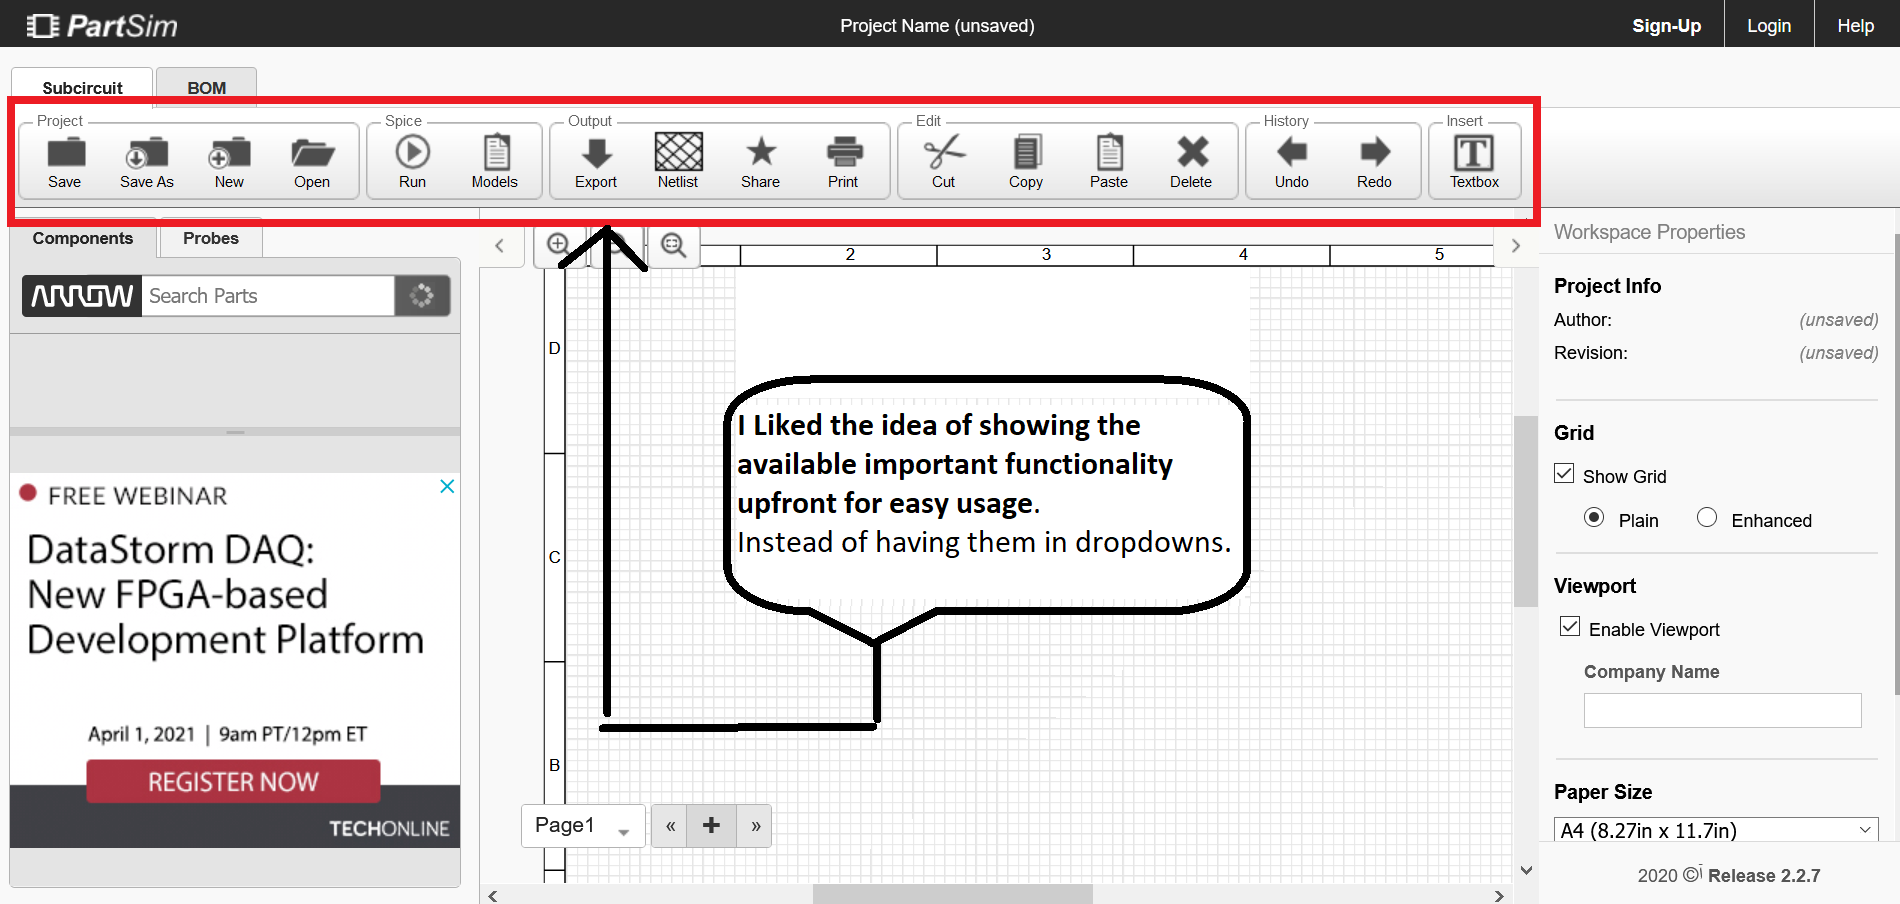 PartSim
Project Name (unsaved)
Sign-Up
Login
Help
Subcircuit
BOM
Project
Spice
Output
Edit
History
Insert
Save
Save As
New
Open
Run
Models
Export
Netlist
Share
Print
Cut
Copy
Paste
Delete
Undo
Redo
Textbox
Components
Probes
ARROW
Search Parts
FREE WEBINAR
DataStorm DAQ:
New FPGA-based
Development Platform
April 1, 2021 | 9am PT/12pm ET
REGISTER NOW
TECHONLINE
2
3
4
5
D
C
B
I Liked the idea of showing the
available important functionality
upfront for easy usage.
Instead of having them in dropdowns.
Page1
«
+
»
Workspace Properties
Project Info
Author: (unsaved)
Revision: (unsaved)
Grid
Show Grid
Plain
Enhanced
Viewport
Enable Viewport
Company Name
Paper Size
A4 (8.27in x 11.7in)
2020 © Release 2.2.7